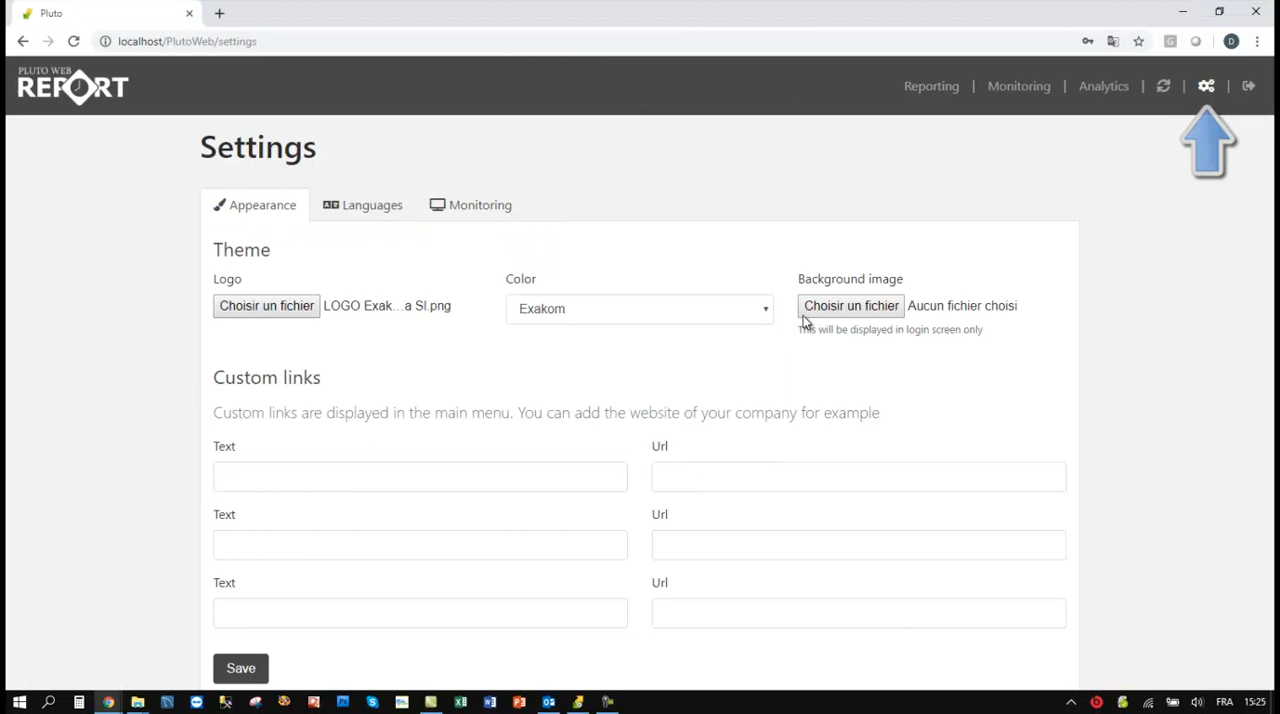 Pluto
localhost/PlutoWeb/settings
G
D
PLUTO WEB
REPORT
Reporting | Monitoring | Analytics | | |
Settings
Appearance Languages Monitoring
Theme
Logo Color Background image
Choisir un fichier LOGO Exak...a SI.png Exakom Choisir un fichier Aucun fichier choisi
This will be displayed in login screen only
Custom links
Custom links are displayed in the main menu. You can add the website of your company for example
Text Url
Text Url
Text Url
Save
FRA 15:25